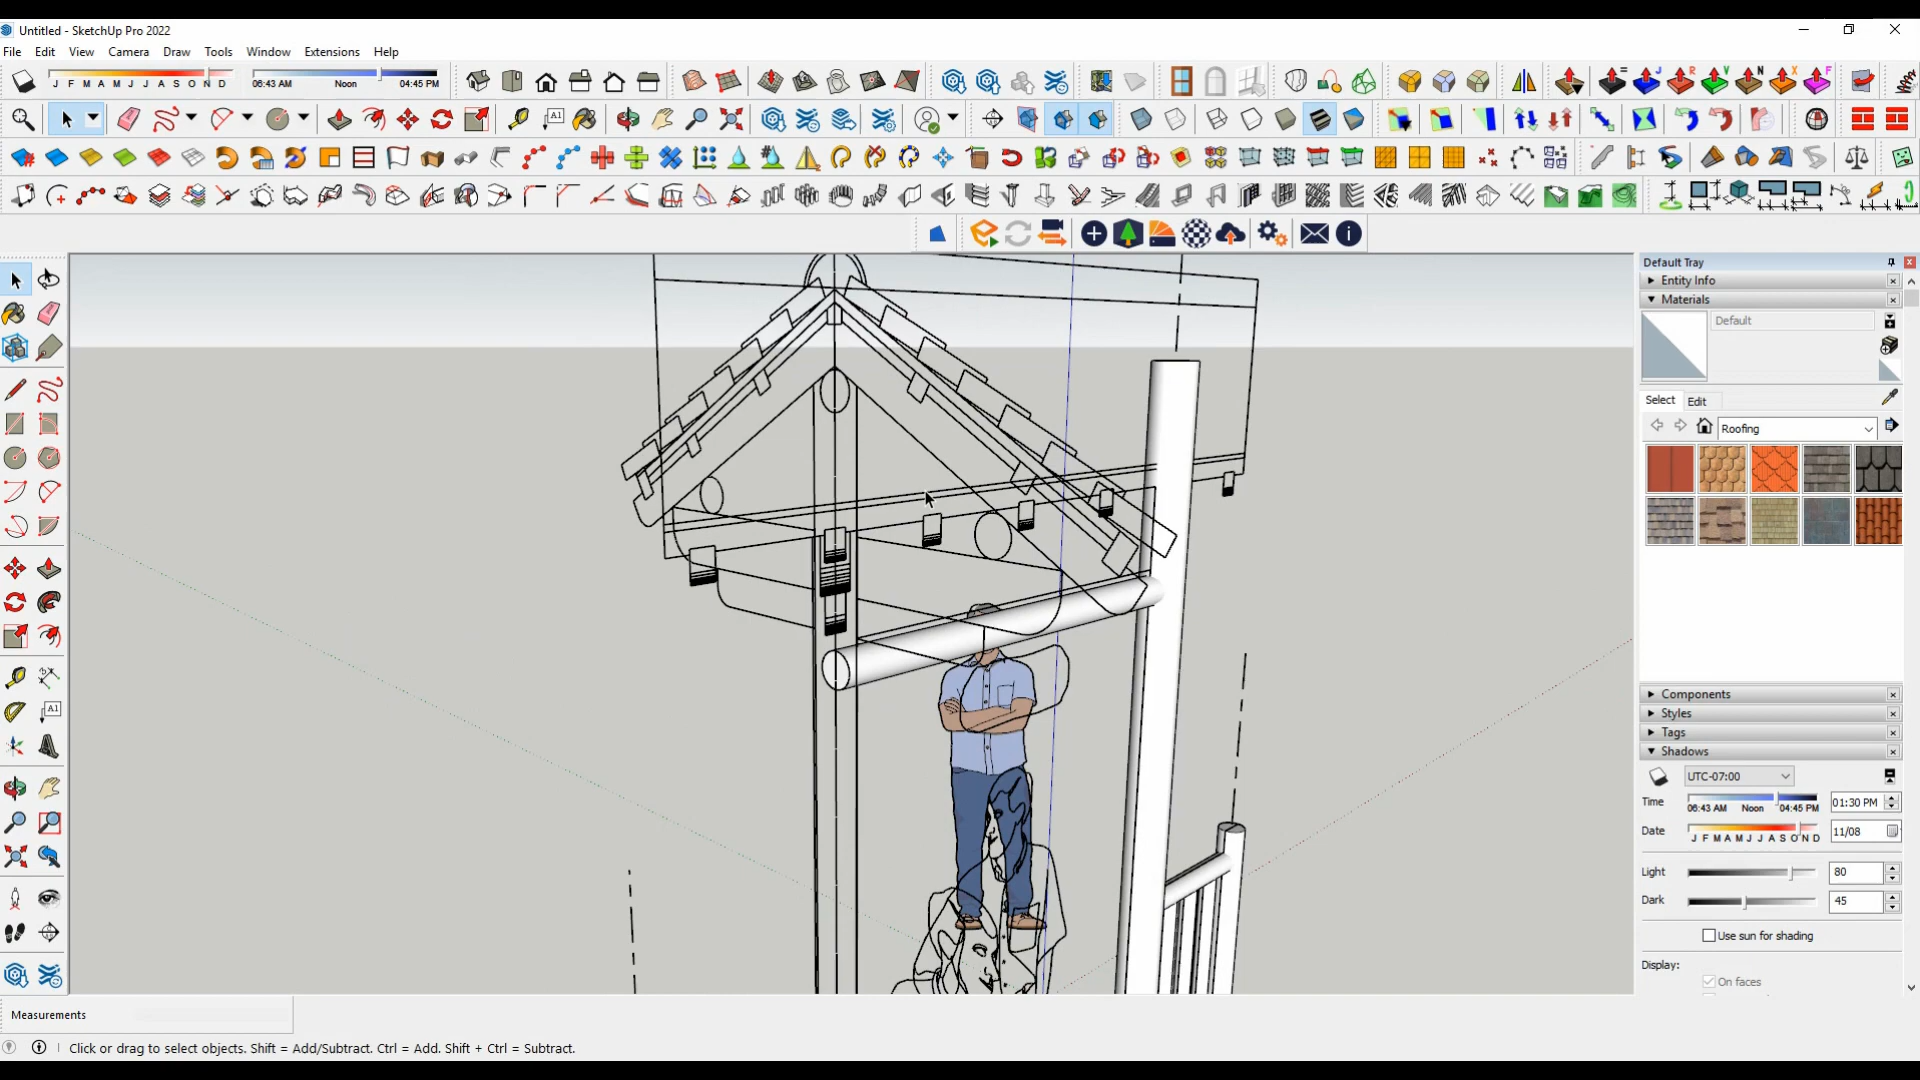 Untitled - SketchUp Pro 2022
File Edit View Camera Draw Tools Window Extensions Help
J F M A M J J A S O N D 06:43 AM Noon 04:45 PM
A1
Default Tray
Entity Info
Materials
Default
Select Edit
Roofing
A1
Components
Styles
Tags
Shadows
UTC-07:00
Time 06:43 AM Noon 04:45 PM 01:30 PM
Date J F M A M J J A S O N D 11/08
Light 80
Dark 45
Use sun for shading
Display:
On faces
Measurements
Click or drag to select objects. Shift = Add/Subtract. Ctrl = Add. Shift + Ctrl = Subtract.